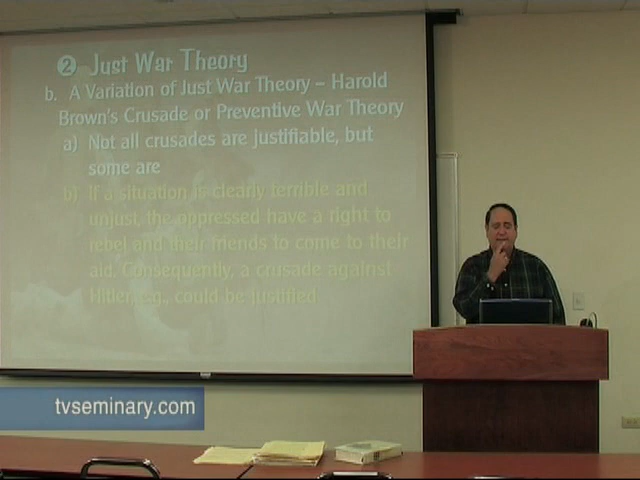 ② Just War Theory
b. A Variation of Just War Theory – Harold
Brown's Crusade or Preventive War Theory
a) Not all crusades are justifiable, but
some are
b) If a situation is clearly terrible and
unjust, the oppressed have a right to
rebel and their friends to come to their
aid. Consequently, a crusade against
Hitler, e.g., could be justified
tvseminary.com